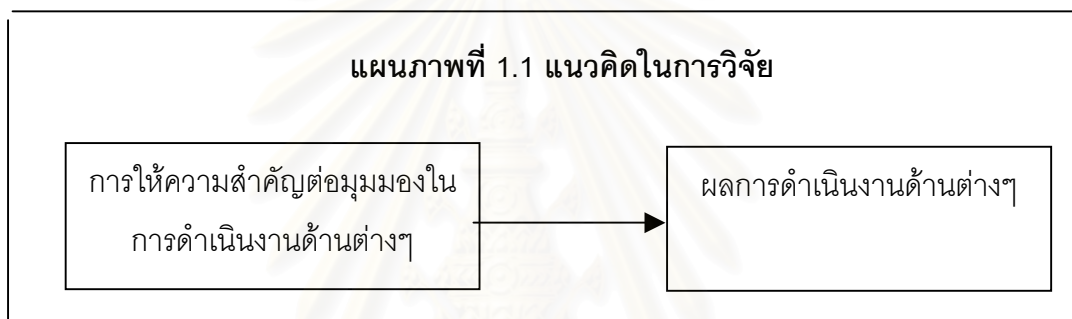 แผนภาพที่ 1.1 แนวคิดในการวิจัย
การให้ความสำคัญต่อมุมมองใน
การดำเนินงานด้านต่างๆ
ผลการดำเนินงานด้านต่างๆ